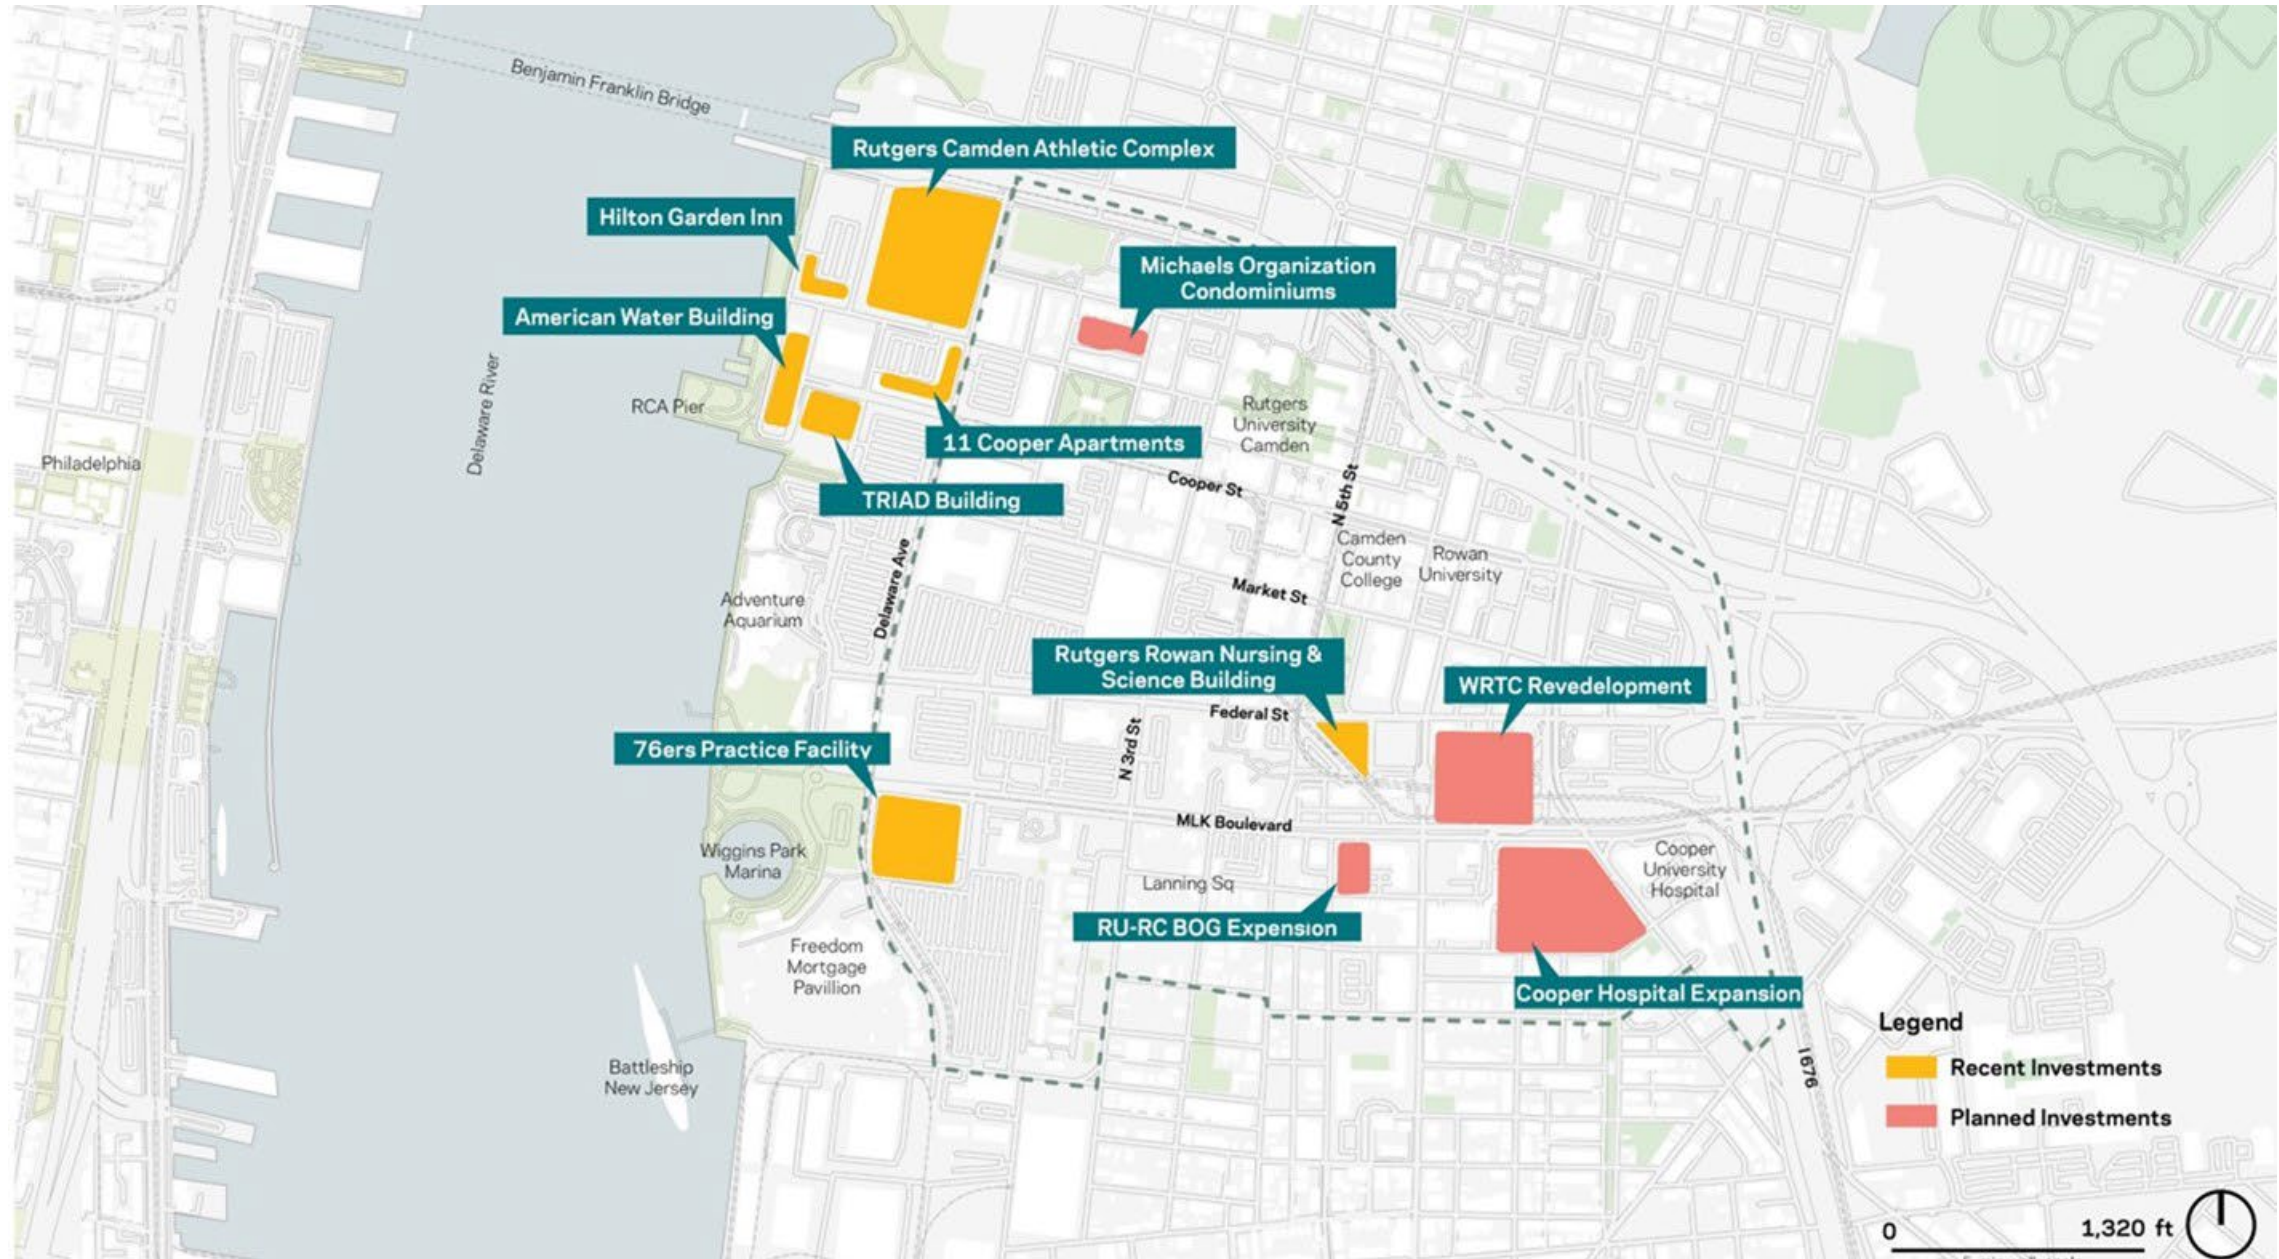 Benjamin Franklin Bridge
Rutgers Camden Athletic Complex
Hilton Garden Inn
Michaels Organization
Condominiums
American Water Building
Delaware River
RCA Pier
Rutgers
University
Camden
11 Cooper Apartments
Philadelphia
Cooper St
N 5th St
TRIAD Building
Delaware Ave
Camden
County
College
Rowan
University
Market St
Adventure
Aquarium
Rutgers Rowan Nursing &
Science Building
WRTC Revedelopment
Federal St
N 3rd St
76ers Practice Facility
MLK Boulevard
Wiggins Park
Marina
Lanning Sq
Cooper
University
Hospital
RU-RC BOG Expension
Freedom
Mortgage
Pavillion
Cooper Hospital Expansion
Battleship
New Jersey
I 676
Legend
Recent Investments
Planned Investments
0
1,320 ft